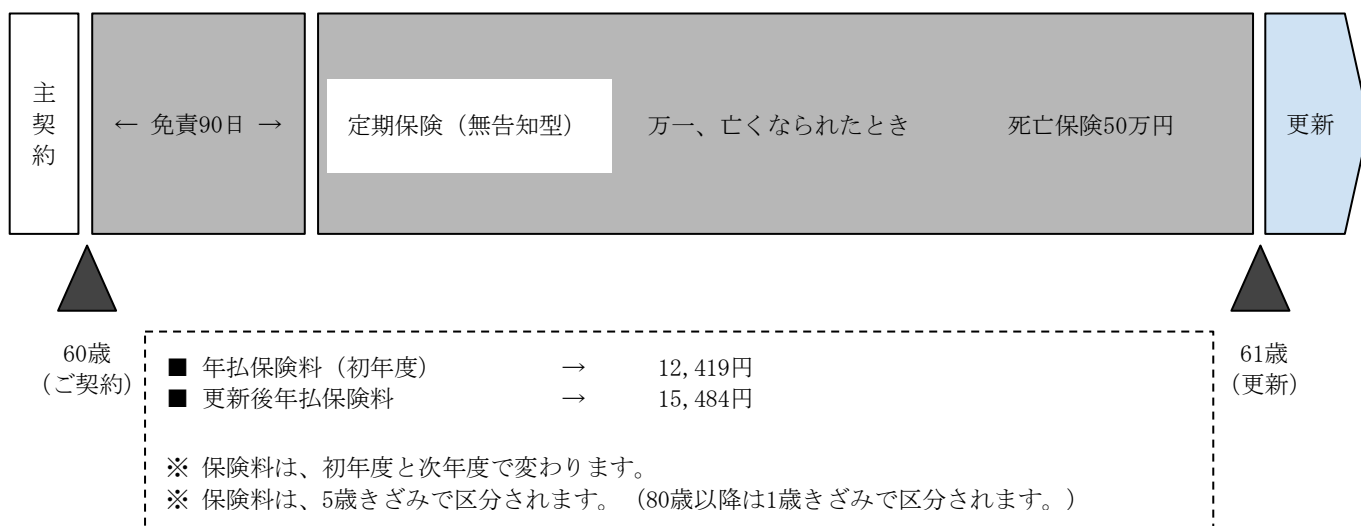 主契約
← 免責90日 →
定期保険（無告知型）
万一、亡くなられたとき
死亡保険50万円
更新
60歳
（ご契約）
■ 年払保険料（初年度） → 12,419円
■ 更新後年払保険料 → 15,484円
※ 保険料は、初年度と次年度で変わります。
※ 保険料は、5歳きざみで区分されます。（80歳以降は1歳きざみで区分されます。）
61歳
（更新）